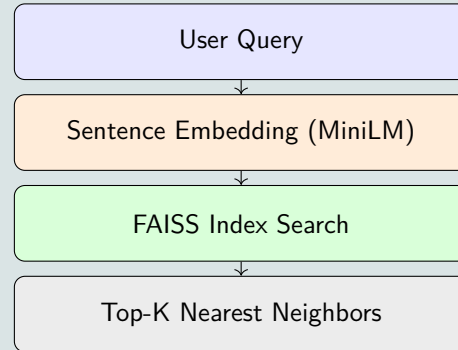 User Query
Sentence Embedding (MiniLM)
FAISS Index Search
Top-K Nearest Neighbors